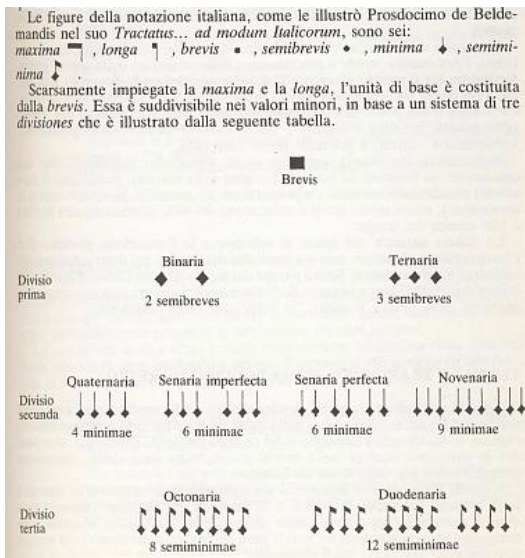 Le figure della notazione italiana, come le illustrò Prosdocimo de Belde-
mandis nel suo Tractatus... ad modum Italicorum, sono sei:
maxima , longa , brevis , semibrevis , minima , semimi-
nima .
Scarsamente impiegate la maxima e la longa, l'unità di base è costituita
dalla brevis. Essa è suddivisibile nei valori minori, in base a un sistema di tre
divisiones che è illustrato dalla seguente tabella.
Brevis
Binaria Ternaria
Divisio
prima
2 semibreves 3 semibreves
Quaternaria Senaria imperfecta Senaria perfecta Novenaria
Divisio
secunda
4 minimae 6 minimae 6 minimae 9 minimae
Octonaria Duodenaria
Divisio
tertia
8 semiminimae 12 semiminimae